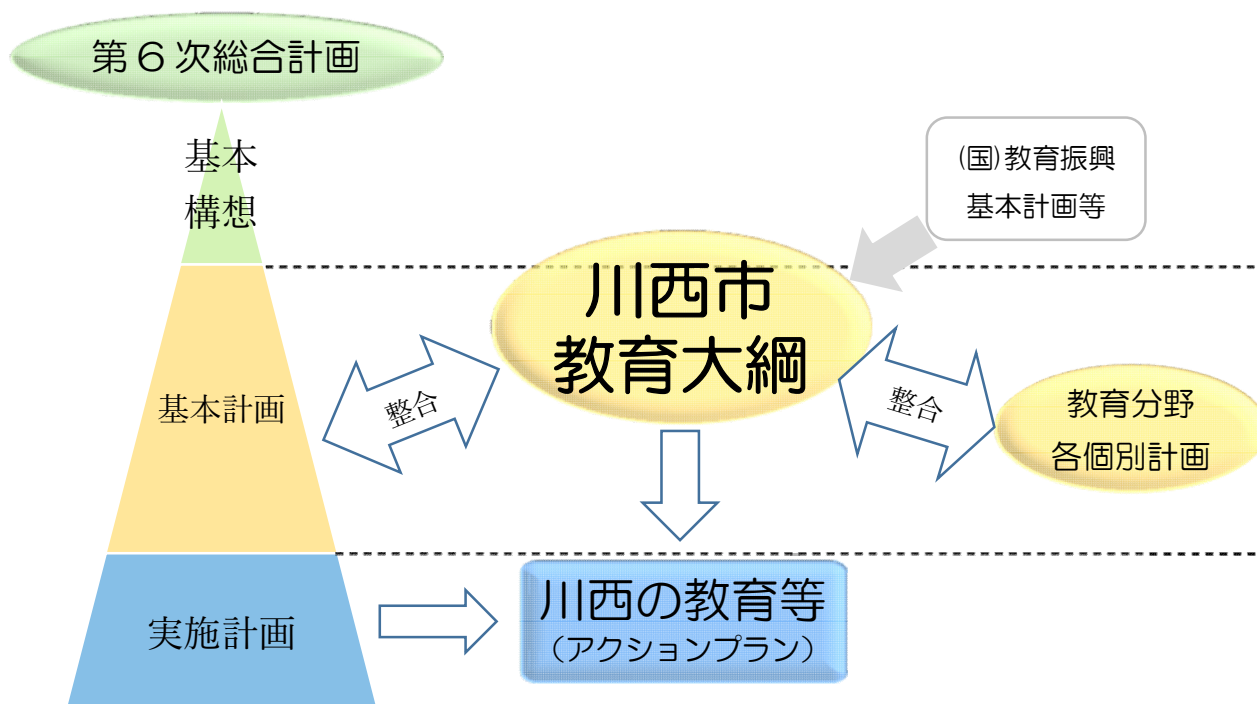 第6次総合計画
基本
構想
(国)教育振興
基本計画等
川西市
教育大綱
基本計画
整合
整合
教育分野
各個別計画
実施計画
川西の教育等
（アクションプラン）